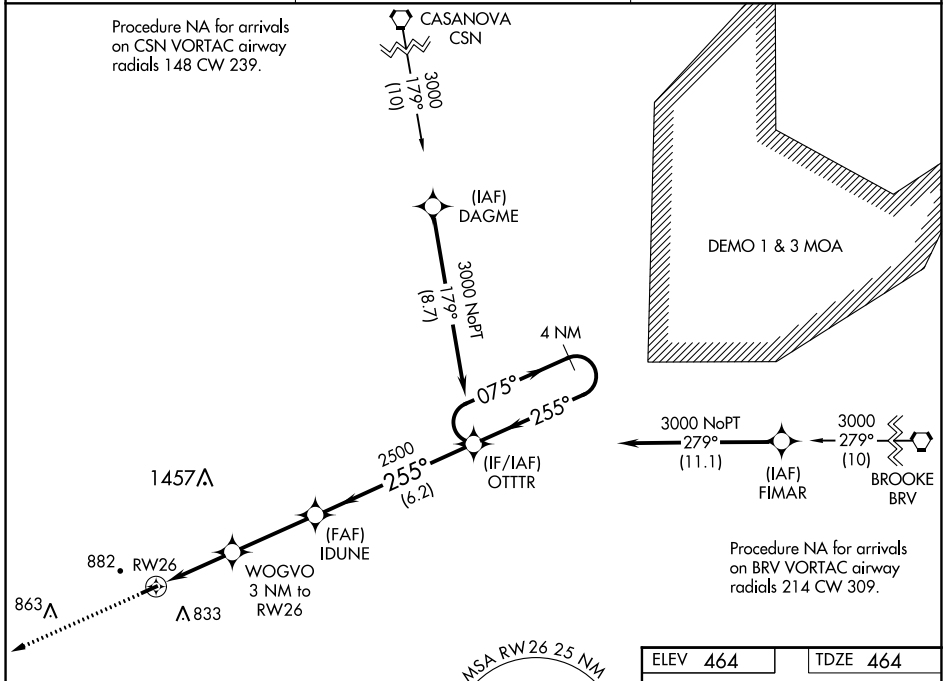 Procedure NA for arrivals
on CSN VORTAC airway
radials 148 CW 239.
CASANOVA
CSN
3000
179°
(10)
(IAF)
DAGME
3000 NoPT
179°
(8.7)
DEMO 1 & 3 MOA
4 NM
075°
255°
(IF/IAF)
OTTTR
3000 NoPT
279°
(11.1)
(IAF)
FIMAR
3000
279°
(10)
BROOKE
BRV
2500
255°
(6.2)
1457
(FAF)
IDUNE
WOGVO
3 NM to
RW26
882
RW26
863
833
Procedure NA for arrivals
on BRV VORTAC airway
radials 214 CW 309.
MSA RW26 25 NM
ELEV 464
TDZE 464